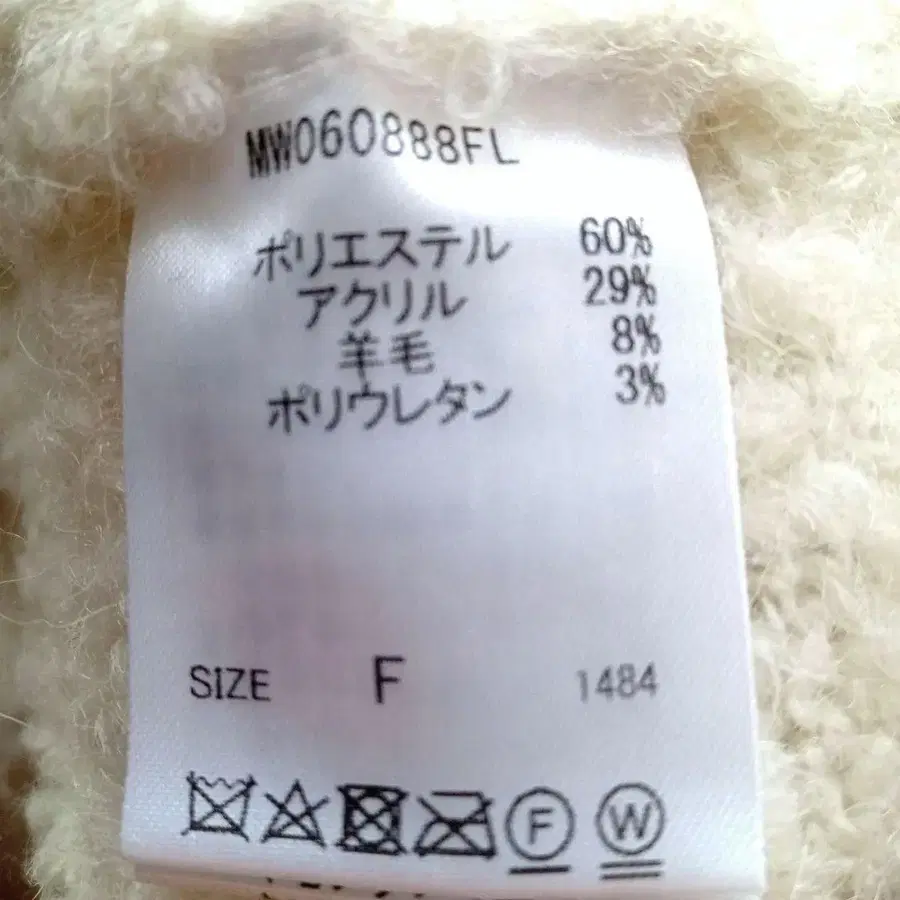 MW060888FL
ポリエステル 60%
アクリル 29%
羊毛 8%
ポリウレタン 3%
SIZE F 1484
F W